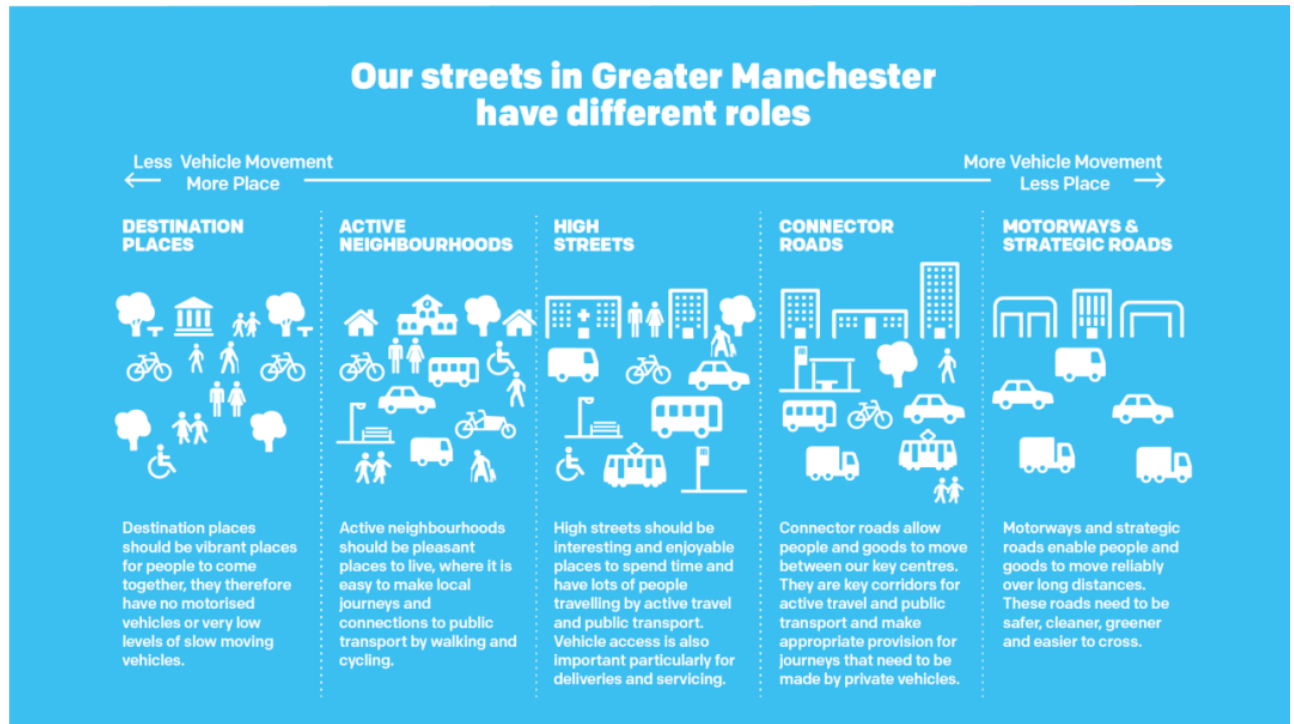 Our streets in Greater Manchester
have different roles
Less Vehicle Movement
More Place
More Vehicle Movement
Less Place
DESTINATION
PLACES
Destination places
should be vibrant places
for people to come
together, they therefore
have no motorised
vehicles or very low
levels of slow moving
vehicles.
ACTIVE
NEIGHBOURHOODS
Active neighbourhoods
should be pleasant
places to live, where it is
easy to make local
journeys and
connections to public
transport by walking and
cycling.
HIGH
STREETS
High streets should be
interesting and enjoyable
places to spend time and
have lots of people
travelling by active travel
and public transport.
Vehicle access is also
important particularly for
deliveries and servicing.
CONNECTOR
ROADS
Connector roads allow
people and goods to move
between our key centres.
They are key corridors for
active travel and public
transport and make
appropriate provision for
journeys that need to be
made by private vehicles.
MOTORWAYS &
STRATEGIC ROADS
Motorways and strategic
roads enable people and
goods to move reliably
over long distances.
These roads need to be
safer, cleaner, greener
and easier to cross.